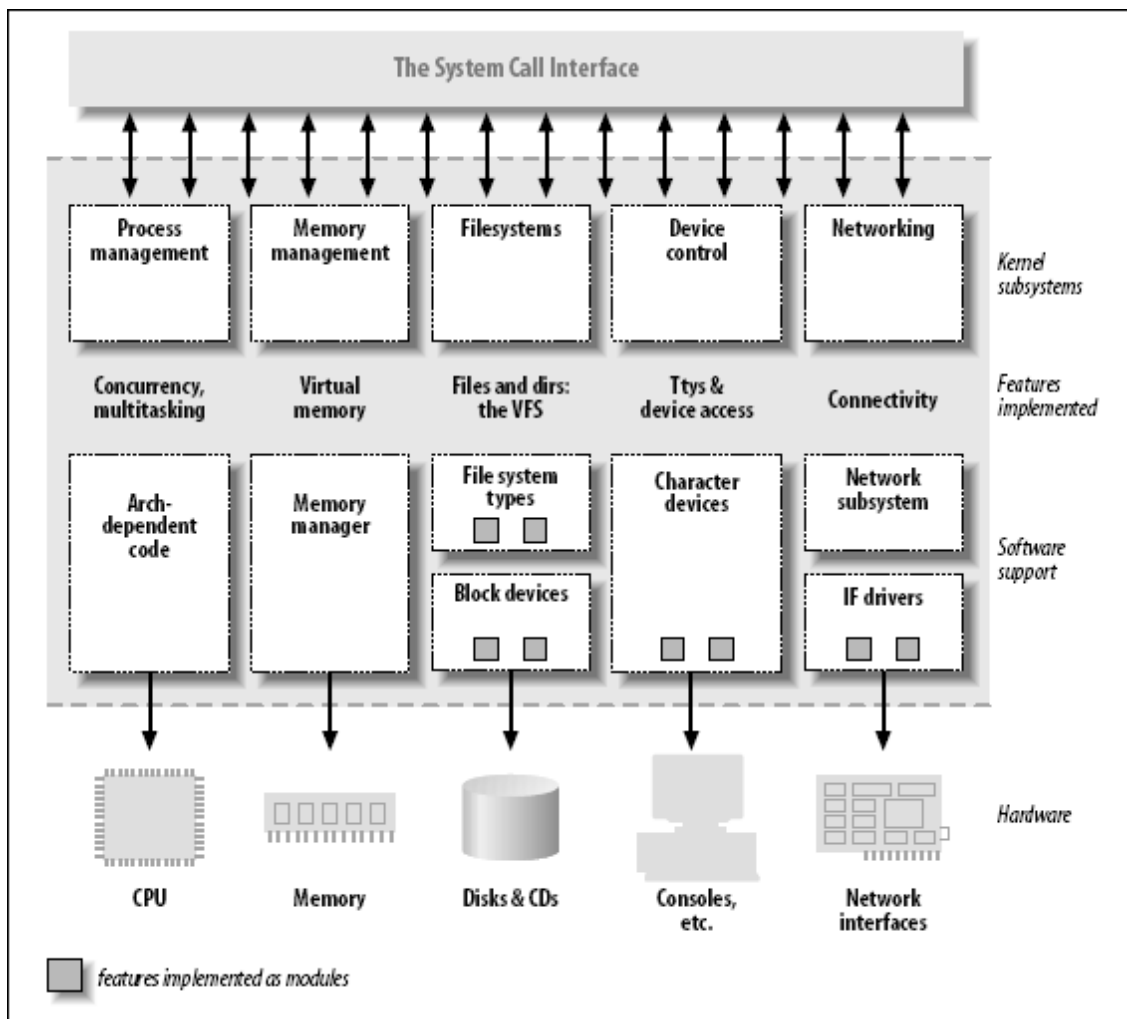 The System Call Interface
Process
management
Memory
management
Filesystems
Device
control
Networking
Kernel
subsystems
Concurrency,
multitasking
Virtual
memory
Files and dirs:
the VFS
Ttys &
device access
Connectivity
Features
implemented
Arch-
dependent
code
Memory
manager
File system
types
Block devices
Character
devices
Network
subsystem
IF drivers
Software
support
Hardware
CPU
Memory
Disks & CDs
Consoles,
etc.
Network
interfaces
features implemented as modules